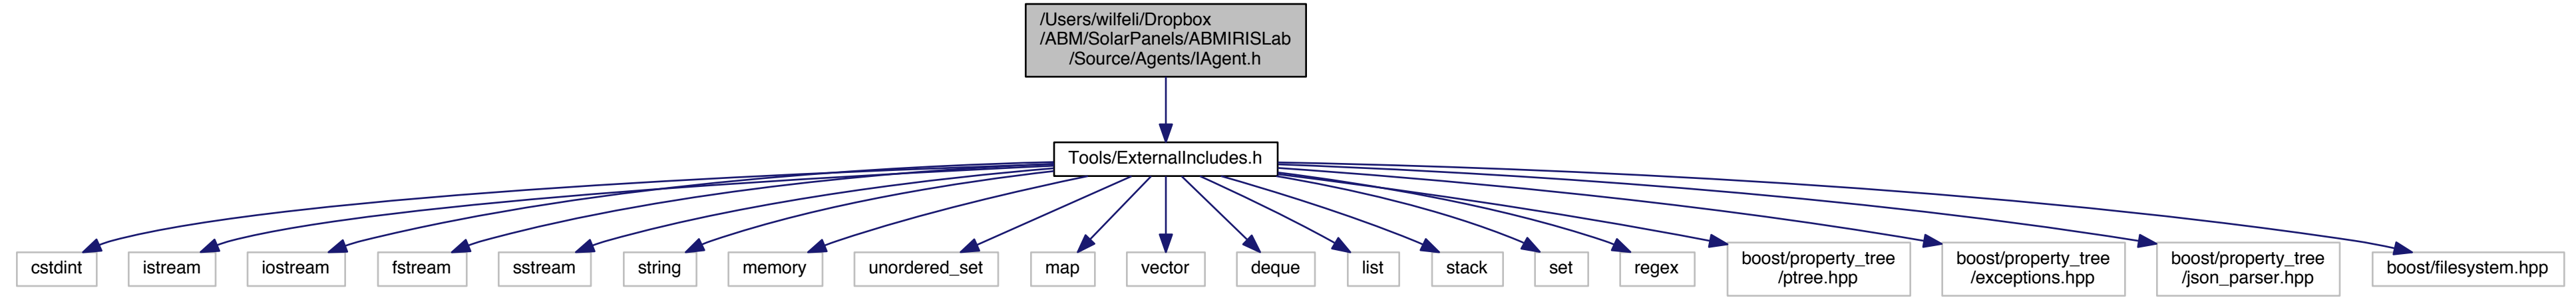 /Users/wilfeli/Dropbox
/ABM/SolarPanels/ABMIRISLab
/Source/Agents/IAgent.h
Tools/ExternalIncludes.h
cstdint
istream
iostream
fstream
sstream
string
memory
unordered_set
map
vector
deque
list
stack
set
regex
boost/property_tree
/ptree.hpp
boost/property_tree
/exceptions.hpp
boost/property_tree
/json_parser.hpp
boost/filesystem.hpp